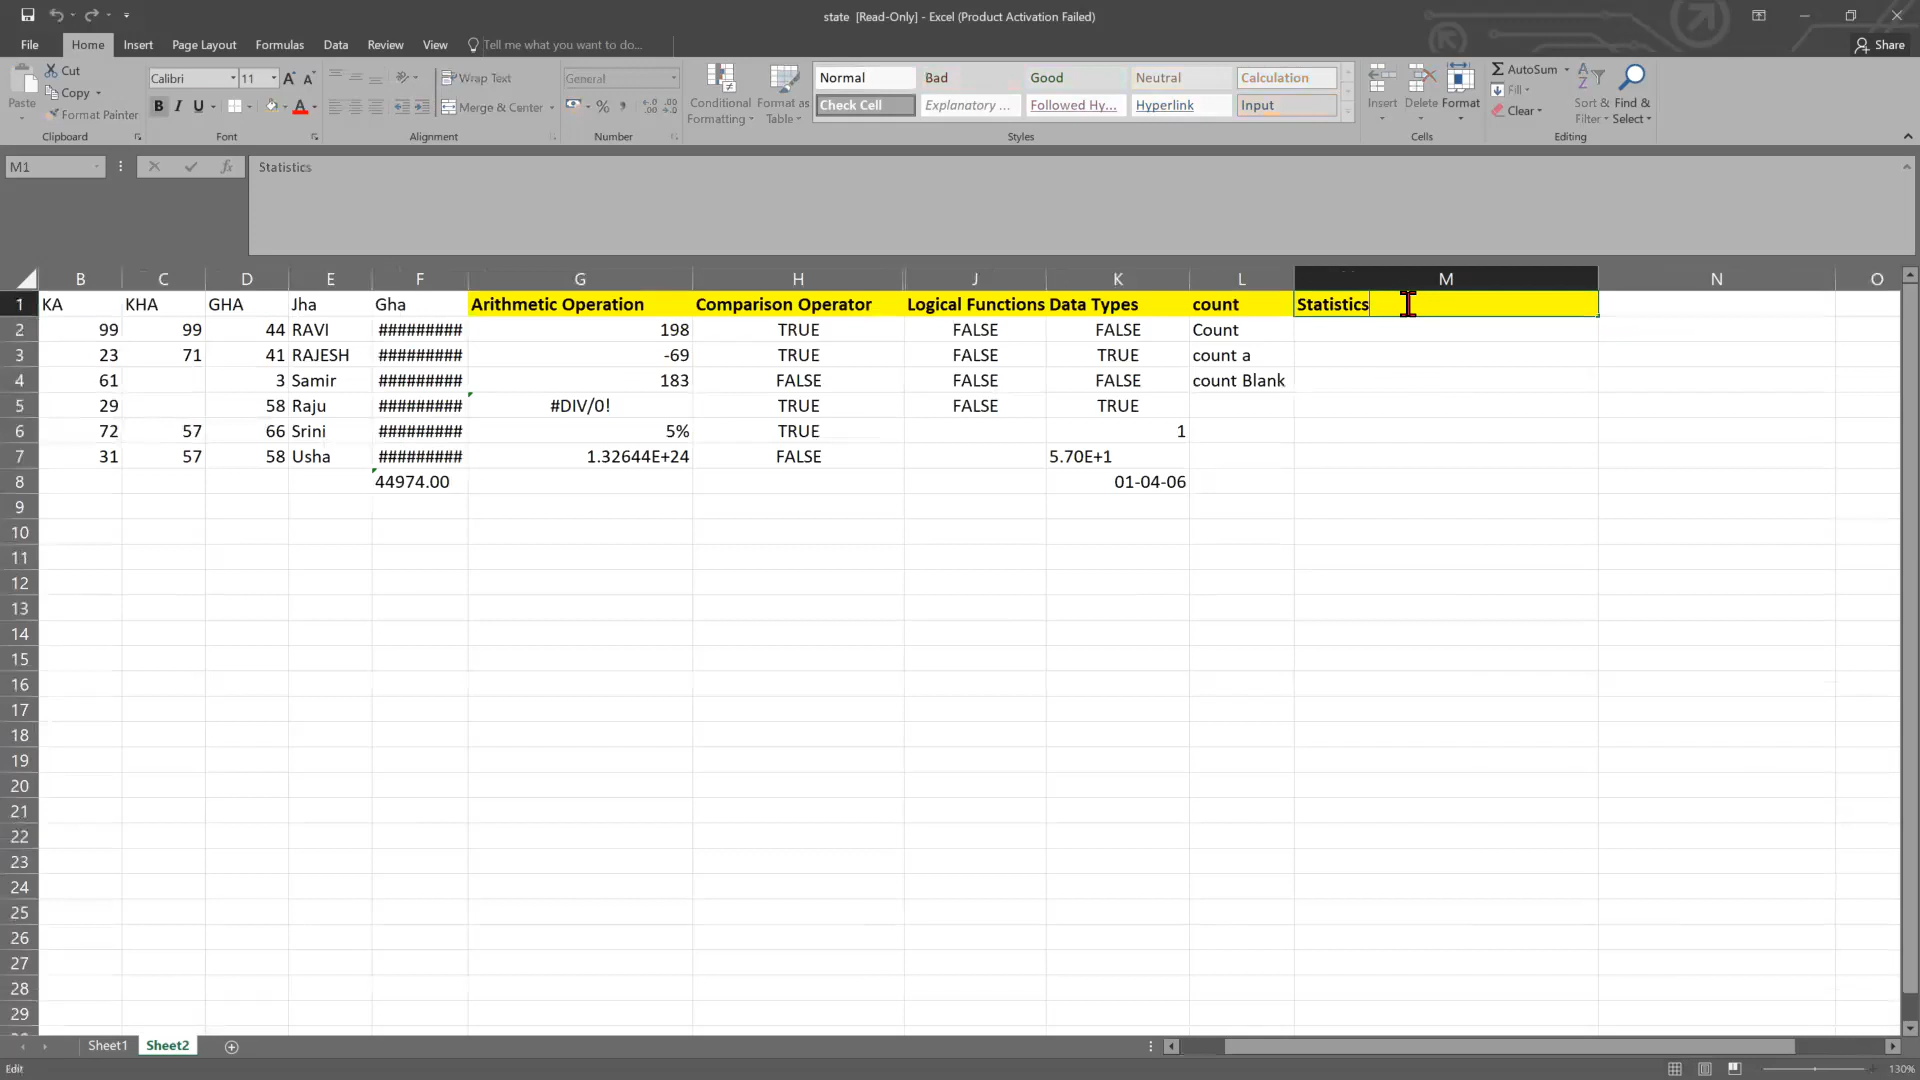 state [Read-Only] - Excel (Product Activation Failed)
File Home Insert Page Layout Formulas Data Review View Tell me what you want to do... Share
Cut
Copy
Format Painter
Paste
Clipboard
Calibri 11
B I U
Font
Wrap Text
Merge & Center
Alignment
General
Number
Conditional Formatting
Format as Table
Normal Bad Good Neutral Calculation
Check Cell Explanatory ... Followed Hy... Hyperlink Input
Styles
Insert Delete Format
Cells
AutoSum
Fill
Clear
Sort & Filter
Find & Select
Editing
M1 fx Statistics
B C D E F G H J K L M N O
1 KA KHA GHA Jha Gha Arithmetic Operation Comparison Operator Logical Functions Data Types count Statistics
2 99 99 44 RAVI ######### 198 TRUE FALSE FALSE Count
3 23 71 41 RAJESH ######### -69 TRUE FALSE TRUE count a
4 61 3 Samir ######### 183 FALSE FALSE FALSE count Blank
5 29 58 Raju ######### #DIV/0! TRUE FALSE TRUE
6 72 57 66 Srini ######### 5% TRUE 1
7 31 57 58 Usha ######### 1.32644E+24 FALSE 5.70E+1
8 44974.00 01-04-06
9
10
11
12
13
14
15
16
17
18
19
20
21
22
23
24
25
26
27
28
29
Sheet1 Sheet2
Edit 130%